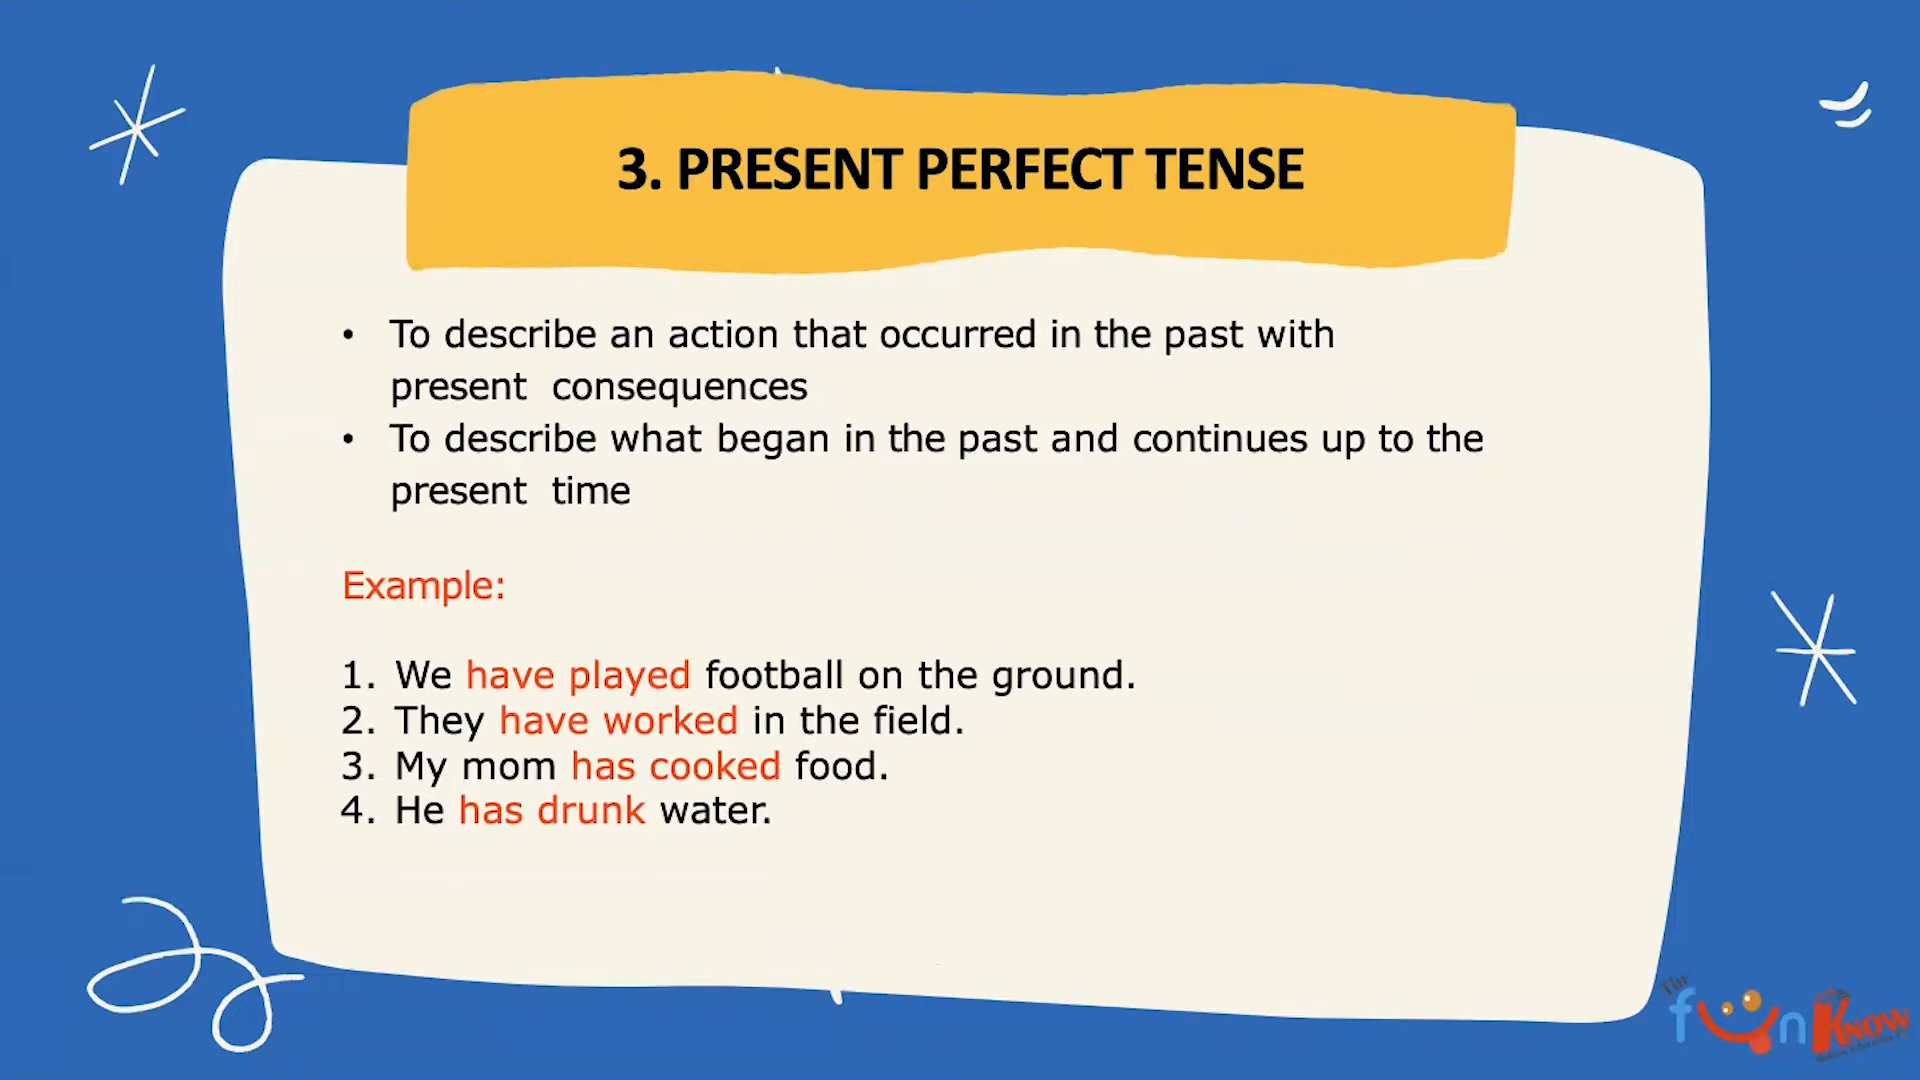 3. PRESENT PERFECT TENSE
• To describe an action that occurred in the past with
present consequences
• To describe what began in the past and continues up to the
present time
Example:
1. We have played football on the ground.
2. They have worked in the field.
3. My mom has cooked food.
4. He has drunk water.
The
fun Know